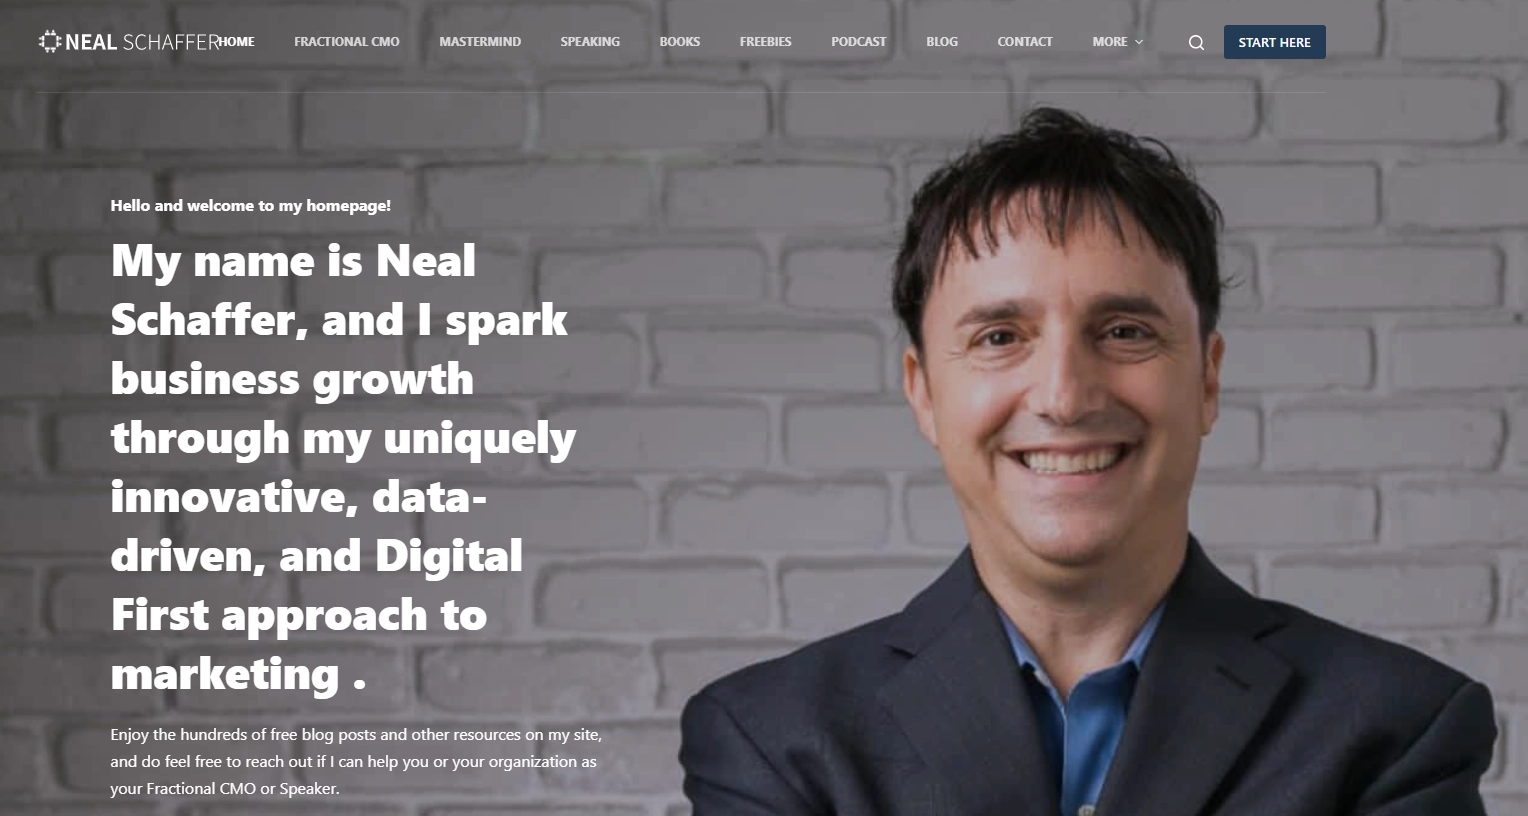 NEAL SCHAFFER HOME FRACTIONAL CMO MASTERMIND SPEAKING BOOKS FREEBIES PODCAST BLOG CONTACT MORE START HERE
Hello and welcome to my homepage!
My name is Neal
Schaffer, and I spark
business growth
through my uniquely
innovative, data-
driven, and Digital
First approach to
marketing .
Enjoy the hundreds of free blog posts and other resources on my site,
and do feel free to reach out if I can help you or your organization as
your Fractional CMO or Speaker.